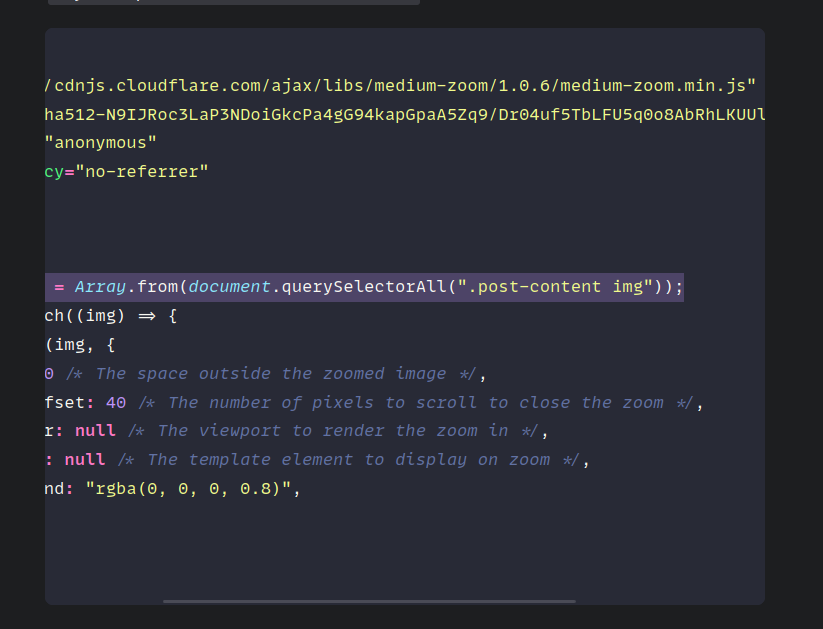 /cdnjs.cloudflare.com/ajax/libs/medium-zoom/1.0.6/medium-zoom.min.js"
ha512-N9IJRoc3LaP3NDoiGkcPa4gG94kapGpaA5Zq9/Dr04uf5TbLFU5q0o8AbRhLKUUl
"anonymous"
cy="no-referrer"
= Array.from(document.querySelectorAll(".post-content img"));
ch((img) => {
(img, {
0 /* The space outside the zoomed image */,
fset: 40 /* The number of pixels to scroll to close the zoom */,
r: null /* The viewport to render the zoom in */,
: null /* The template element to display on zoom */,
nd: "rgba(0, 0, 0, 0.8)",